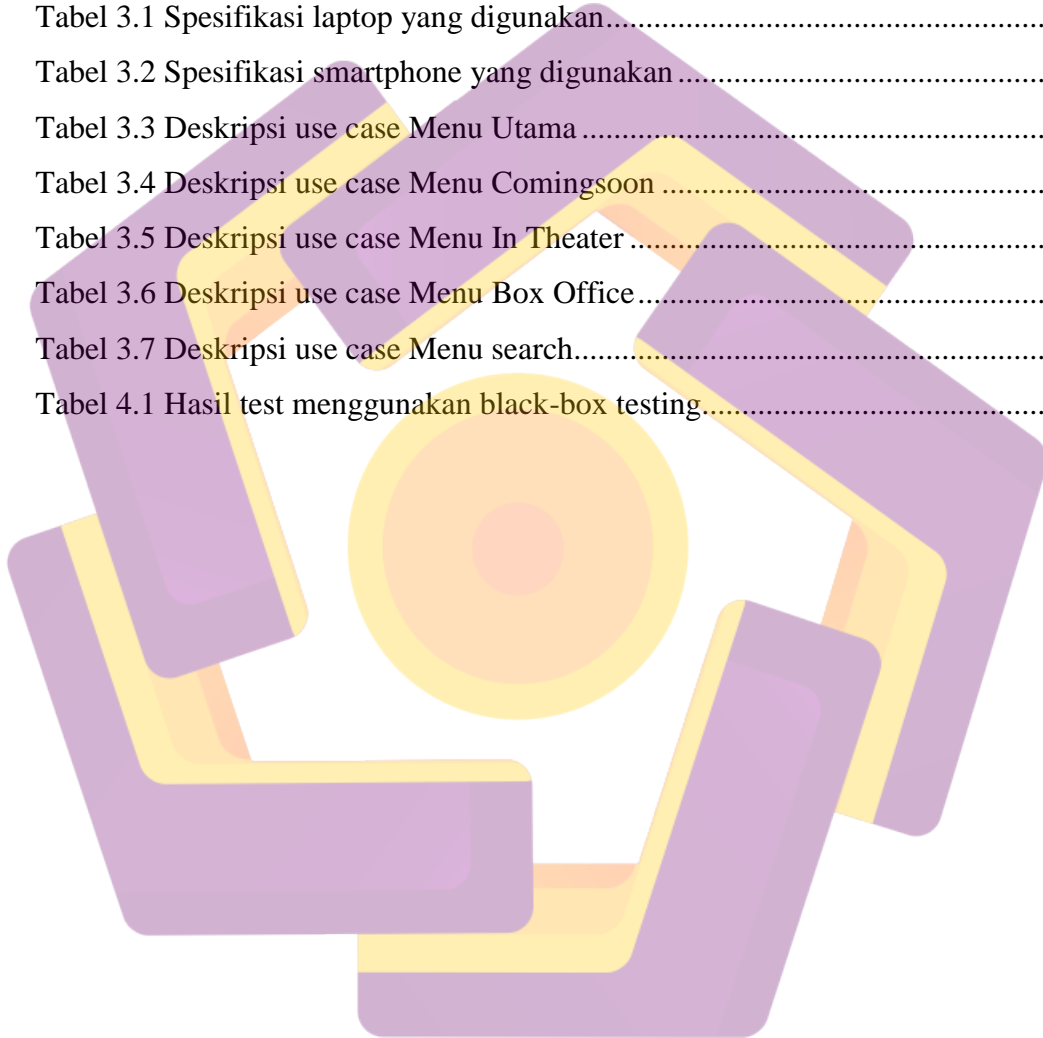 Tabel 3.1 Spesifikasi laptop yang digunakan.......................................................
Tabel 3.2 Spesifikasi smartphone yang digunakan.............................................
Tabel 3.3 Deskripsi use case Menu Utama..........................................................
Tabel 3.4 Deskripsi use case Menu Comingsoon................................................
Tabel 3.5 Deskripsi use case Menu In Theater....................................................
Tabel 3.6 Deskripsi use case Menu Box Office...................................................
Tabel 3.7 Deskripsi use case Menu search...........................................................
Tabel 4.1 Hasil test menggunakan black-box testing...........................................